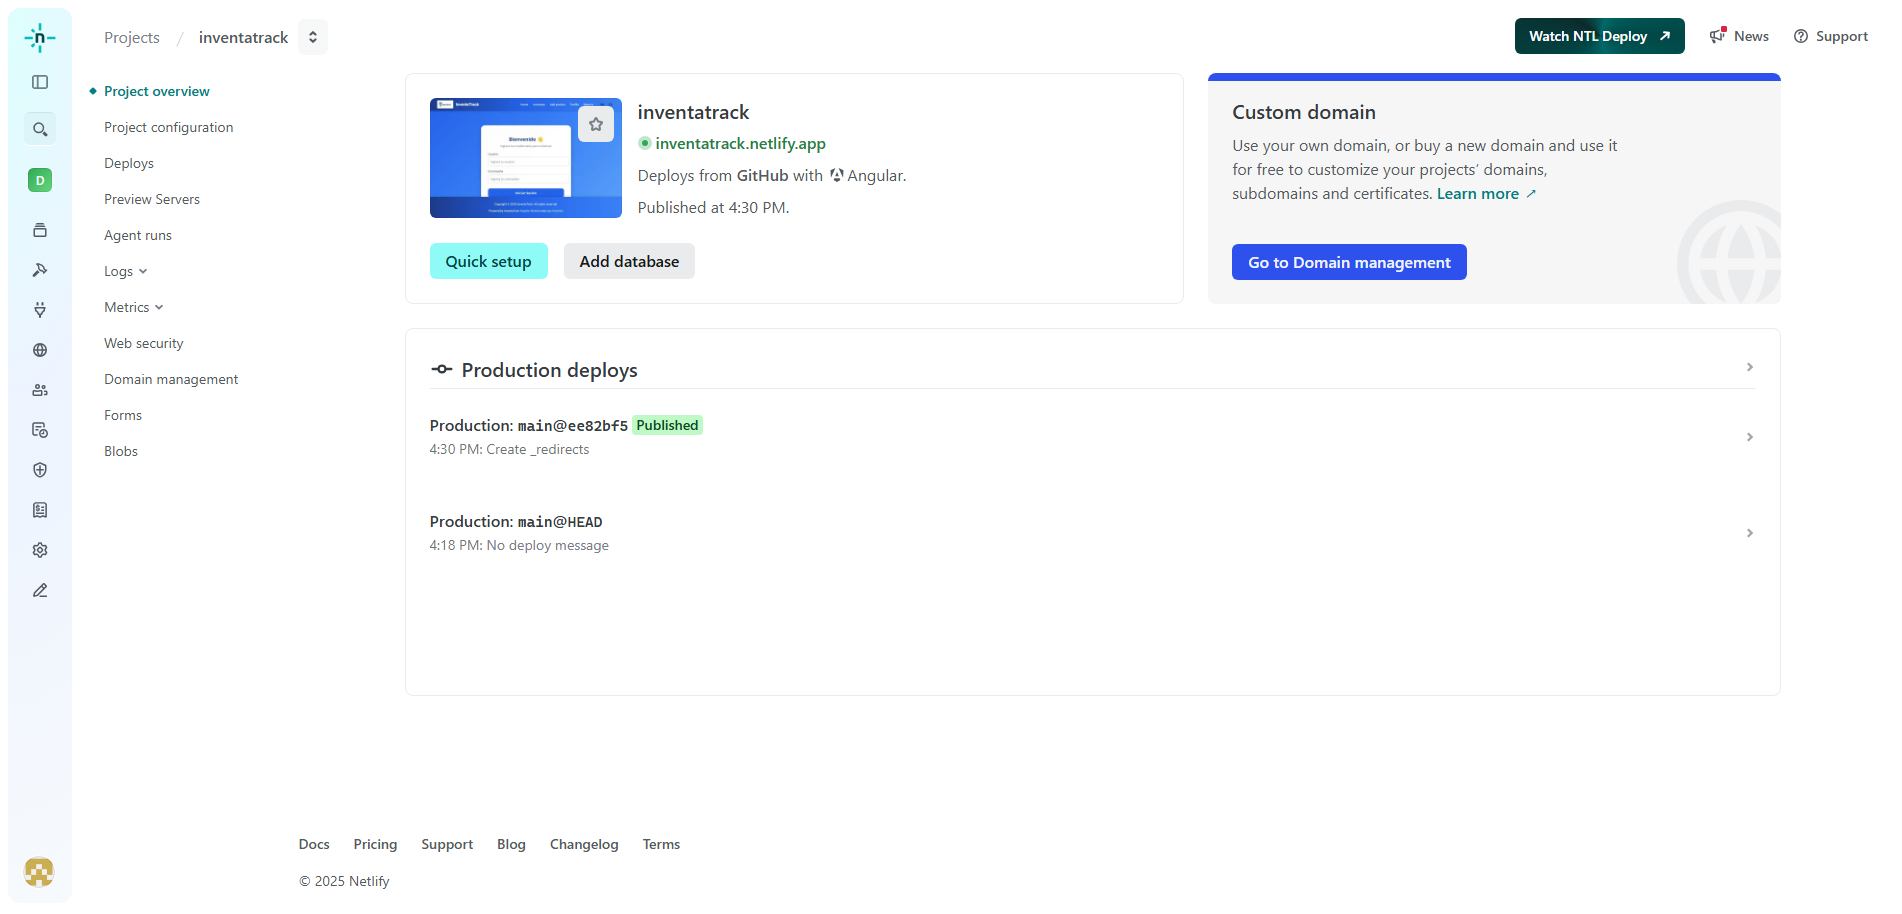 Projects / inventatrack
Watch NTL Deploy
News
Support
D
Project overview
Project configuration
Deploys
Preview Servers
Agent runs
Logs
Metrics
Web security
Domain management
Forms
Blobs
InventaTrack
Bienvenido
inventatrack
inventatrack.netlify.app
Deploys from GitHub with Angular.
Published at 4:30 PM.
Quick setup
Add database
Custom domain
Use your own domain, or buy a new domain and use it
for free to customize your projects’ domains,
subdomains and certificates. Learn more
Go to Domain management
Production deploys
Production: main@ee82bf5 Published
4:30 PM: Create _redirects
Production: main@HEAD
4:18 PM: No deploy message
Docs
Pricing
Support
Blog
Changelog
Terms
© 2025 Netlify